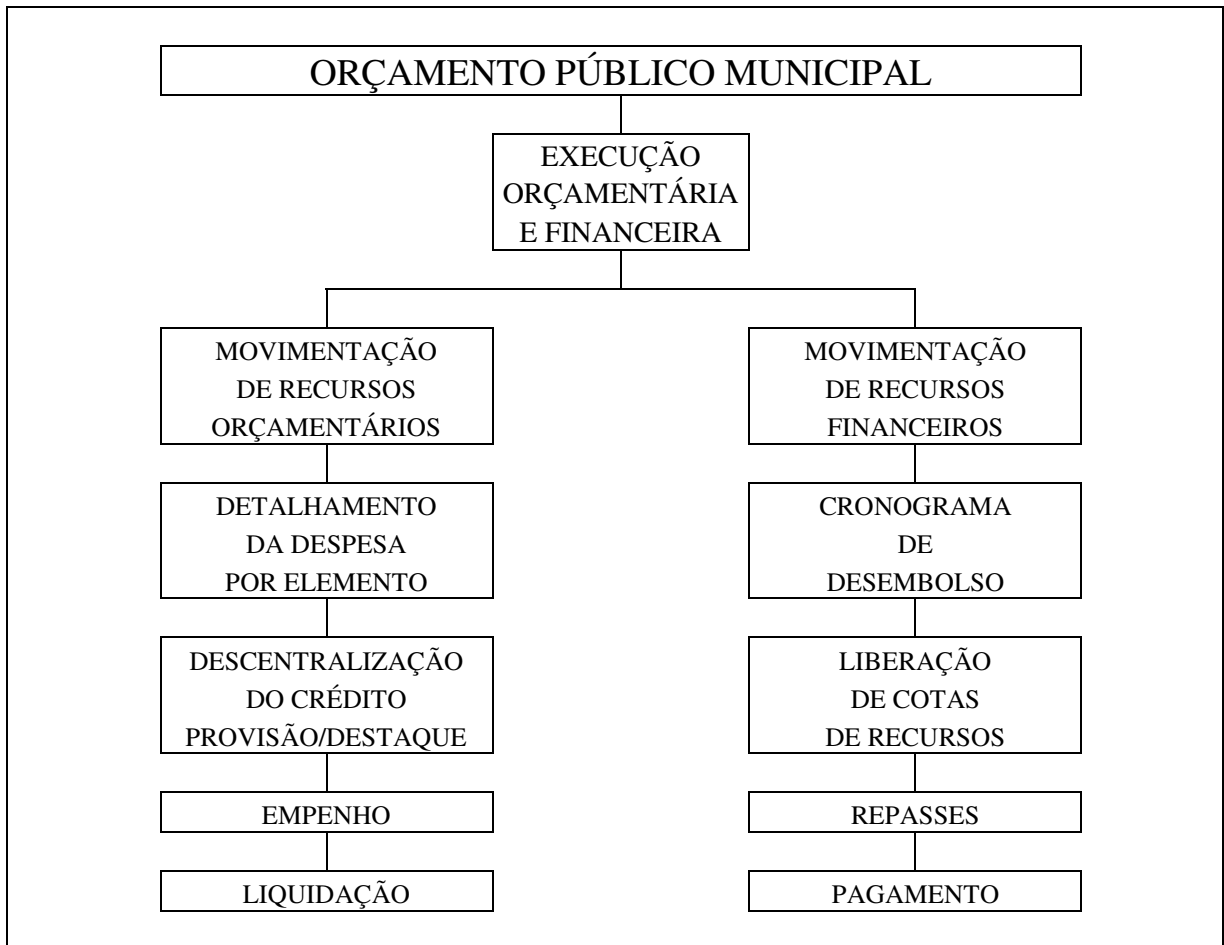 ORÇAMENTO PÚBLICO MUNICIPAL
EXECUÇÃO
ORÇAMENTÁRIA
E FINANCEIRA
MOVIMENTAÇÃO
DE RECURSOS
ORÇAMENTÁRIOS
MOVIMENTAÇÃO
DE RECURSOS
FINANCEIROS
DETALHAMENTO
DA DESPESA
POR ELEMENTO
CRONOGRAMA
DE
DESEMBOLSO
DESCENTRALIZAÇÃO
DO CRÉDITO
PROVISÃO/DESTAQUE
LIBERAÇÃO
DE COTAS
DE RECURSOS
EMPENHO
REPASSES
LIQUIDAÇÃO
PAGAMENTO